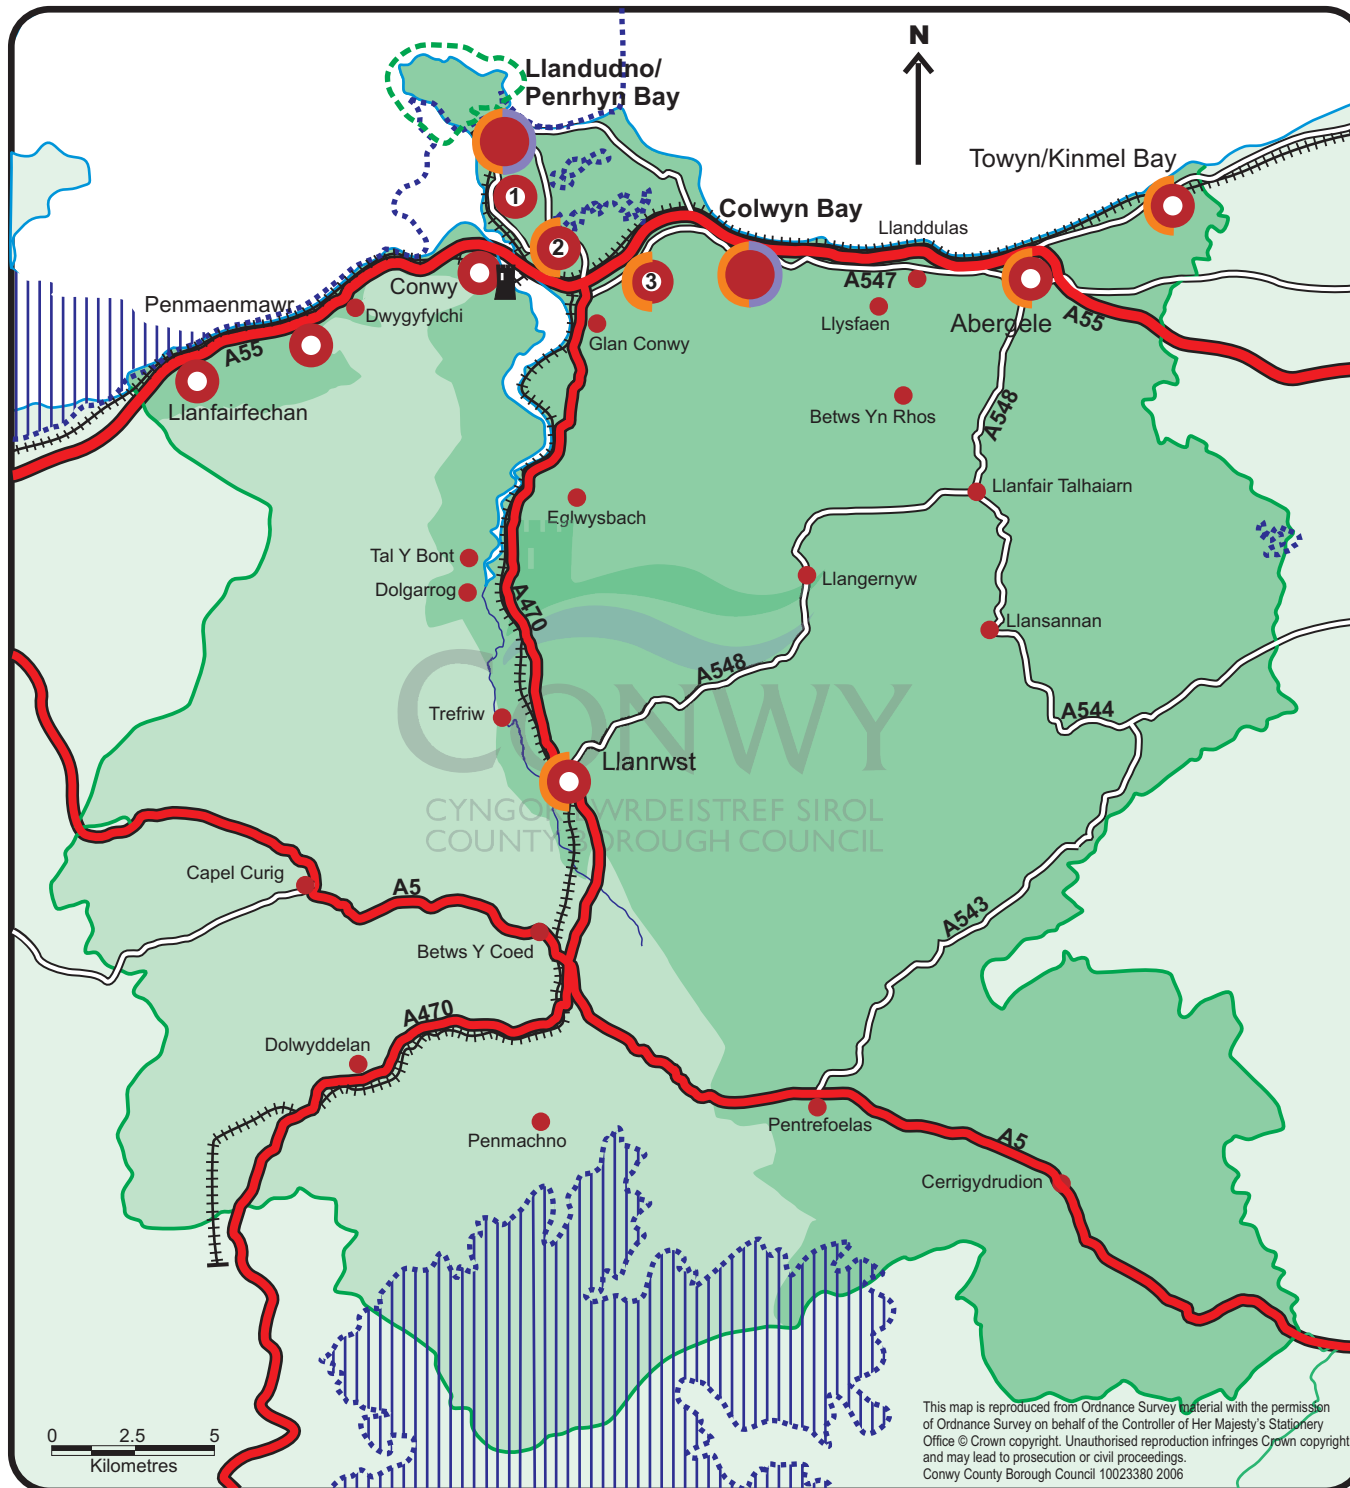 N
Llandudno/
Penrhyn Bay
Towyn/Kinmel Bay
1
Colwyn Bay
Llanddulas
2
3
A547
Conwy
Penmaenmawr
Dwygyfylchi
Llysfaen
Abergele
A55
Glan Conwy
A55
Llanfairfechan
Betws Yn Rhos
A548
Llanfair Talhaiarn
Eglwysbach
Tal Y Bont
Dolgarrog
A470
Llangernyw
Llansannan
A548
CONWY
Trefriw
A544
Llanrwst
CYNGOR BWRDEISTREF SIROL
COUNTY BOROUGH COUNCIL
Capel Curig
A5
A543
Betws Y Coed
A470
Dolwyddelan
Penmachno
Pentrefoelas
A5
Cerrigydrudion
0 2.5 5
Kilometres
This map is reproduced from Ordnance Survey material with the permission
of Ordnance Survey on behalf of the Controller of Her Majesty's Stationery
Office © Crown copyright. Unauthorised reproduction infringes Crown copyright
and may lead to prosecution or civil proceedings.
Conwy County Borough Council 10023380 2006